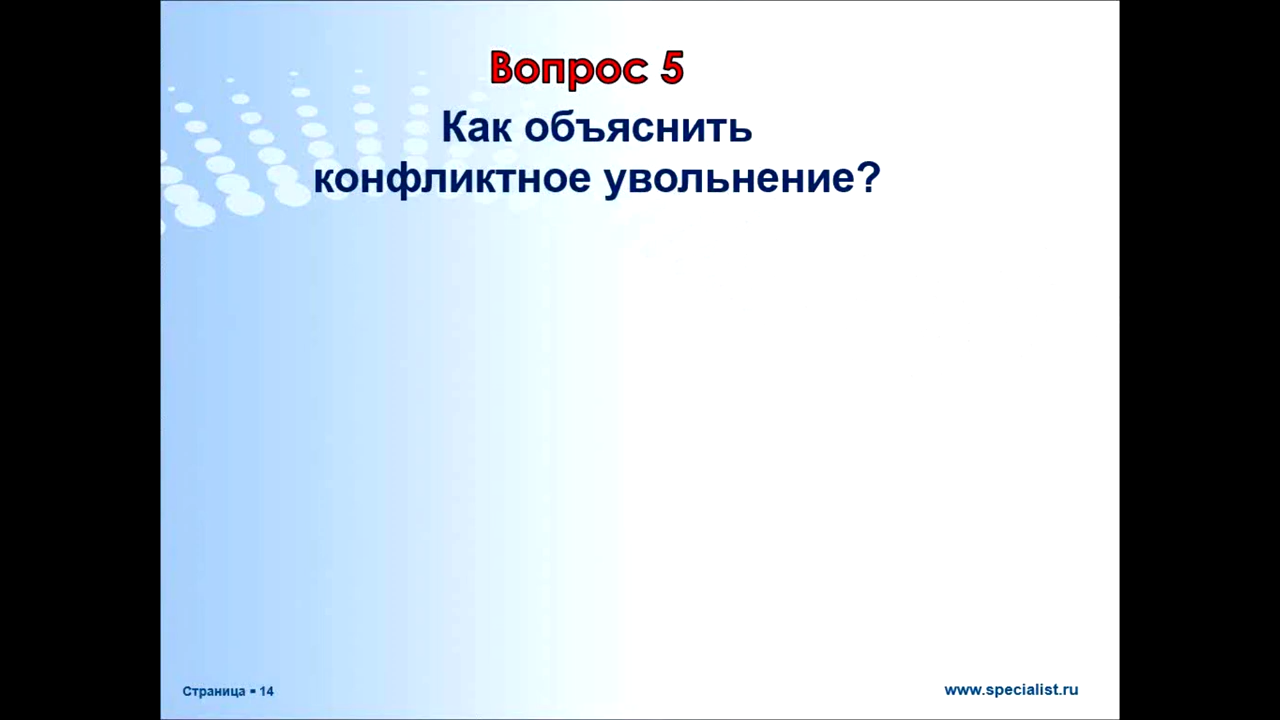 Вопрос 5
Как объяснить
конфликтное увольнение?
Страница ▪ 14
www.specialist.ru